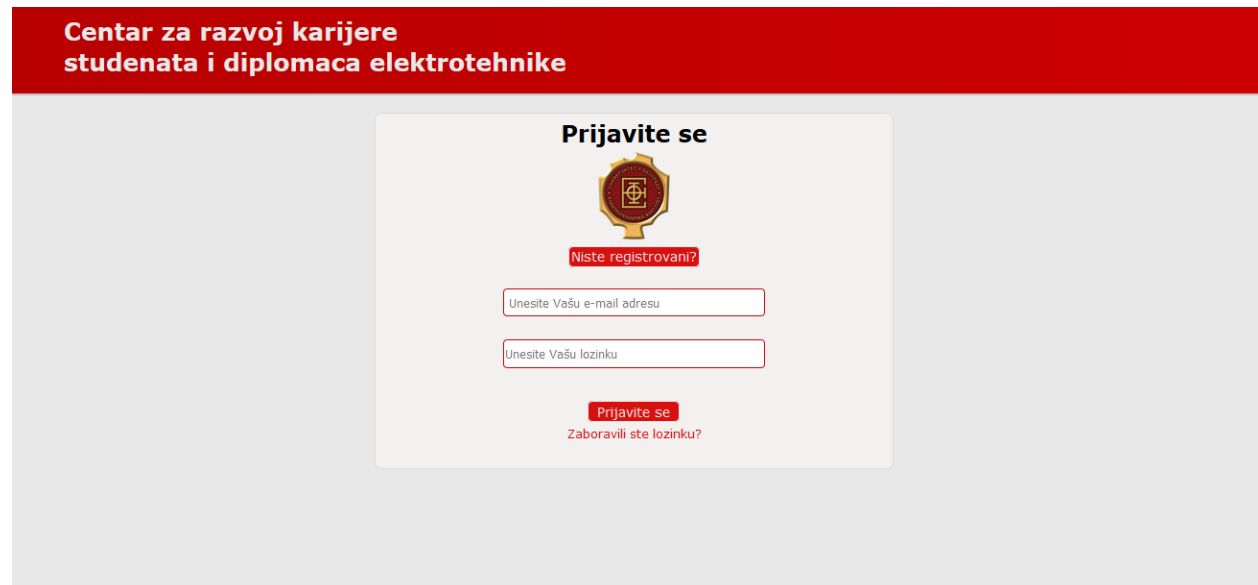 Centar za razvoj karijere
studenata i diplomaca elektrotehnike
Prijavite se
Niste registrovani?
Unesite Vašu e-mail adresu
Unesite Vašu lozinku
Prijavite se
Zaboravili ste lozinku?